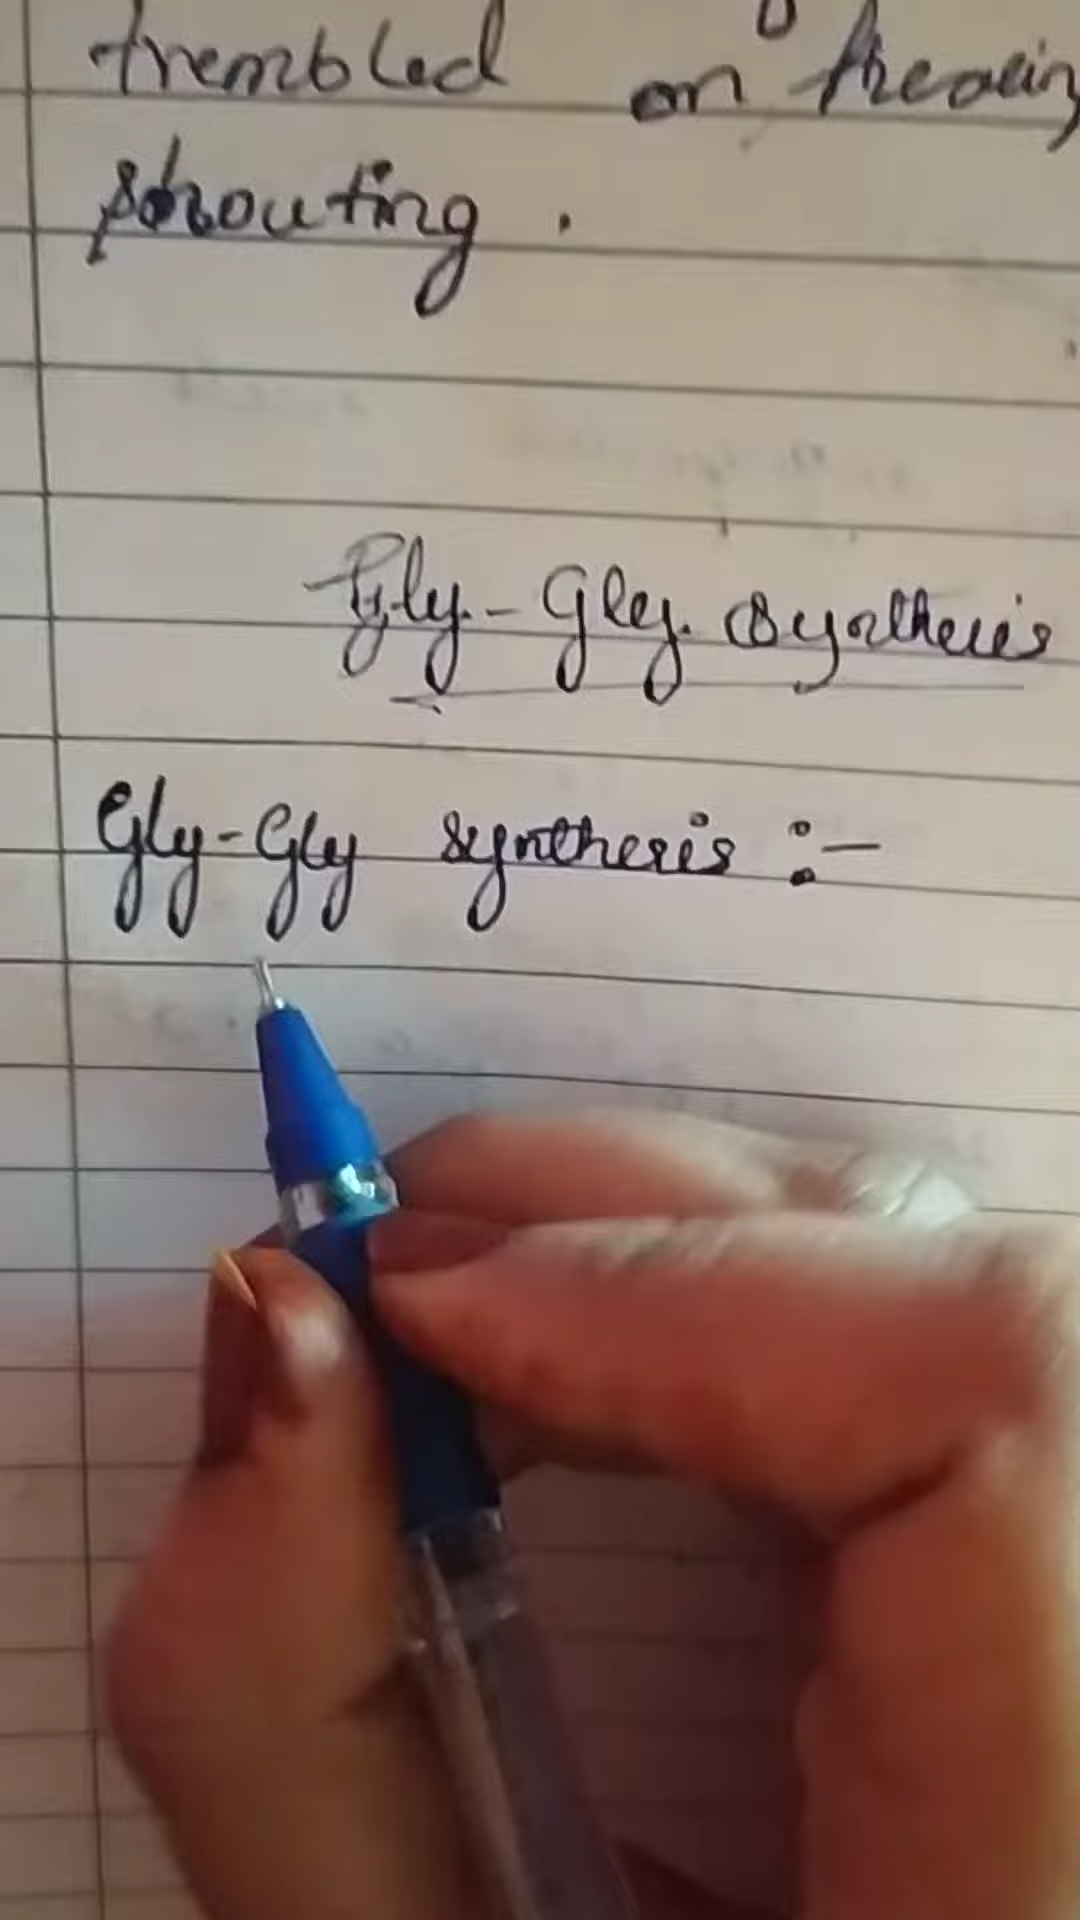 trembled on hearing
shouting .
Gly - Gly. Synthesis
Gly-Gly synthesis :-